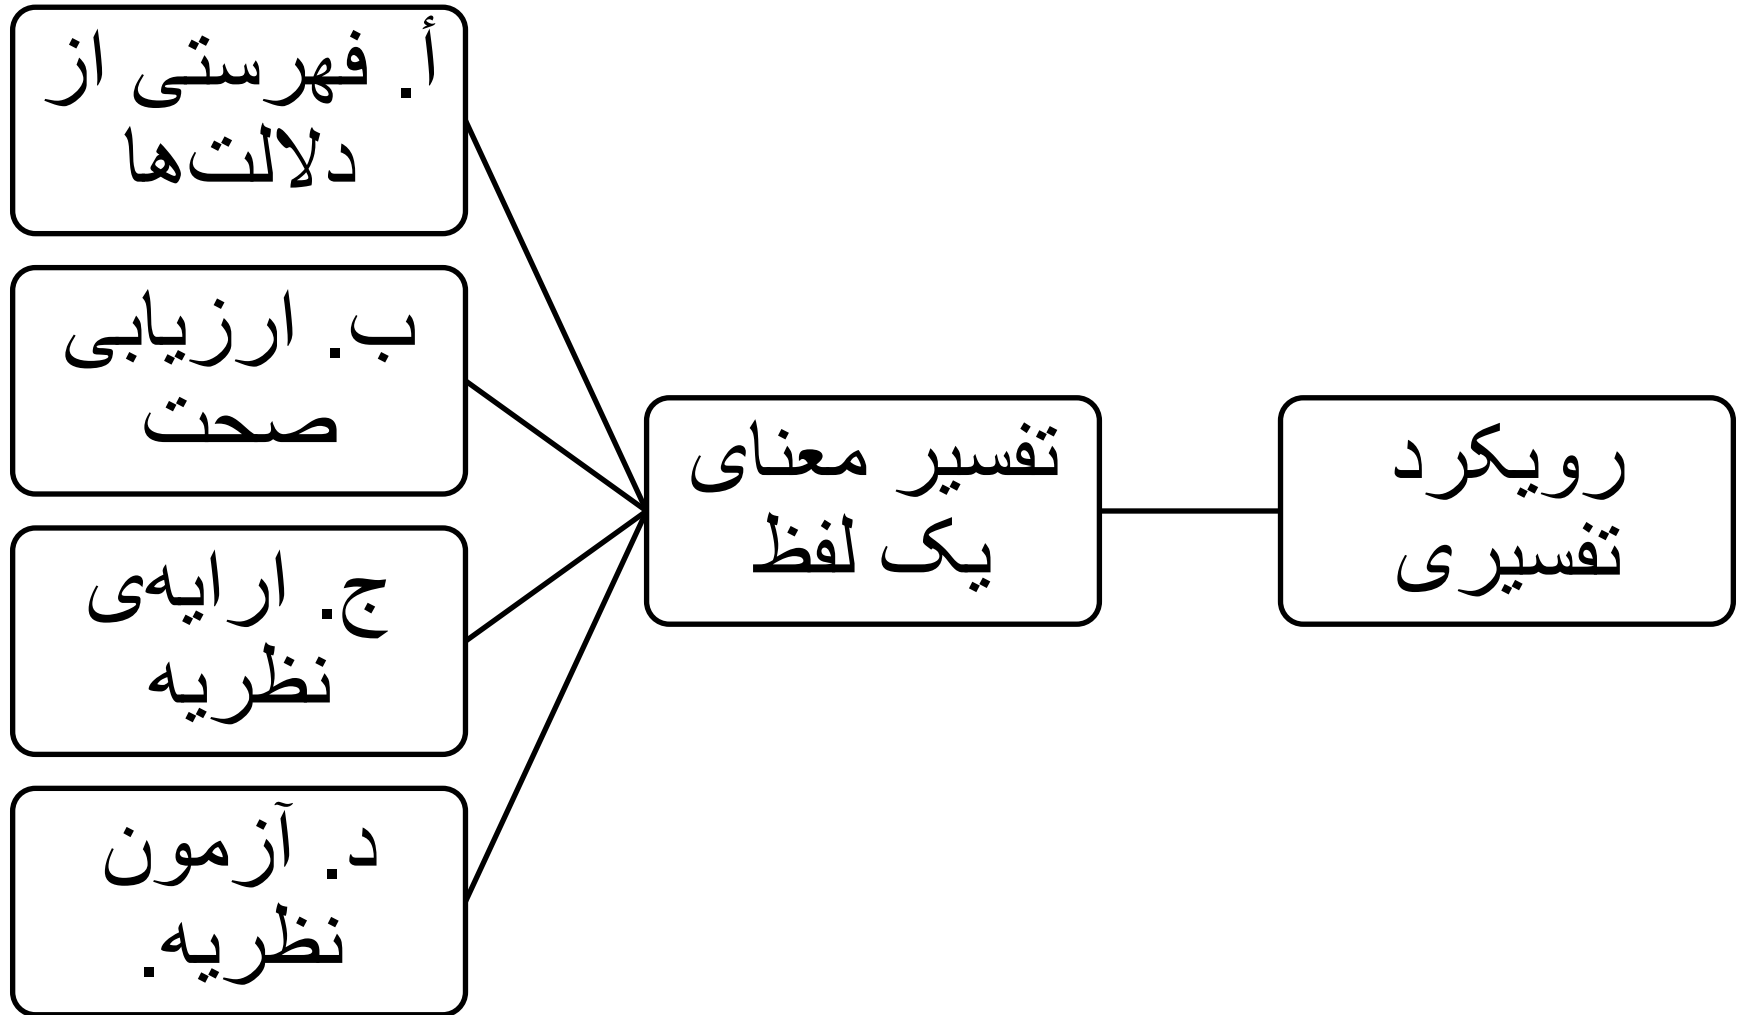 رویکرد
تفسیری
تفسیر معنای
یک لفظ
أ. فهرستی از
دلالت‌ها
ب. ارزیابی
صحت
ج. ارایه‌ی
نظریه
د. آزمون
نظریه.